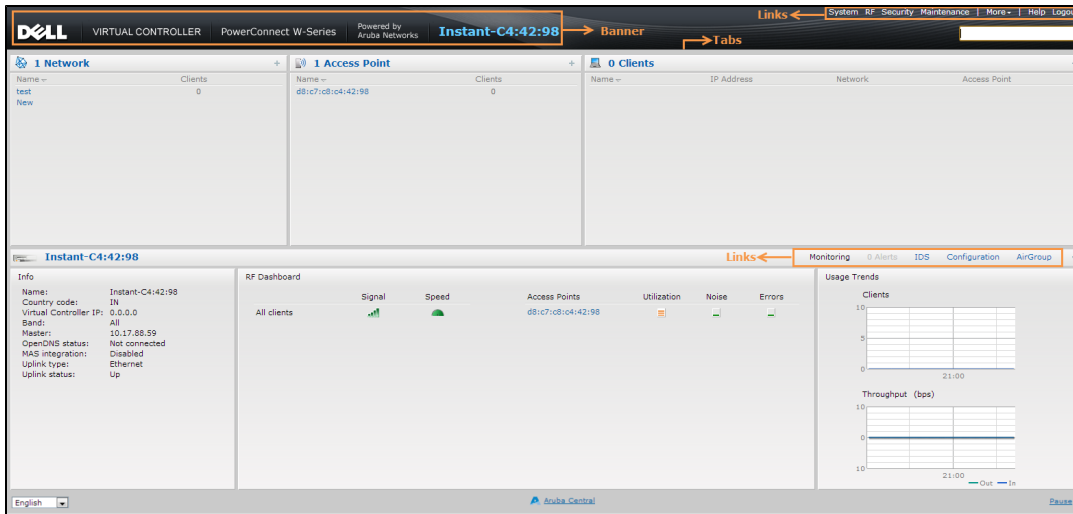 Links
System RF Security Maintenance | More | Help Logou
DELL VIRTUAL CONTROLLER PowerConnect W-Series Powered by Aruba Networks Instant-C4:42:98
Banner
Tabs
1 Network +
Name Clients
test 0
New
1 Access Point +
Name Clients
d8:c7:c8:c4:42:98 0
0 Clients
Name IP Address Network Access Point
Instant-C4:42:98
Links
Monitoring 0 Alerts IDS Configuration AirGroup
Info
Name: Instant-C4:42:98
Country code: IN
Virtual Controller IP: 0.0.0.0
Band: All
Master: 10.17.88.59
OpenDNS status: Not connected
MAS integration: Disabled
Uplink type: Ethernet
Uplink status: Up
RF Dashboard
Signal Speed Access Points Utilization Noise Errors
All clients d8:c7:c8:c4:42:98
Usage Trends
Clients
10
5
0
21:00
Throughput (bps)
10
0
10
21:00
Out In
English
Aruba Central
Pause